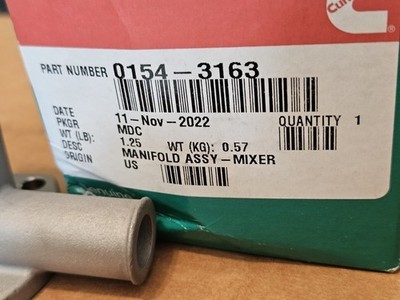 PART NUMBER 0154-3163
DATE 11-Nov-2022 QUANTITY 1
PKGR MDC
WT (LB): 1.25 WT (KG): 0.57
DESC MANIFOLD ASSY-MIXER
ORIGIN US